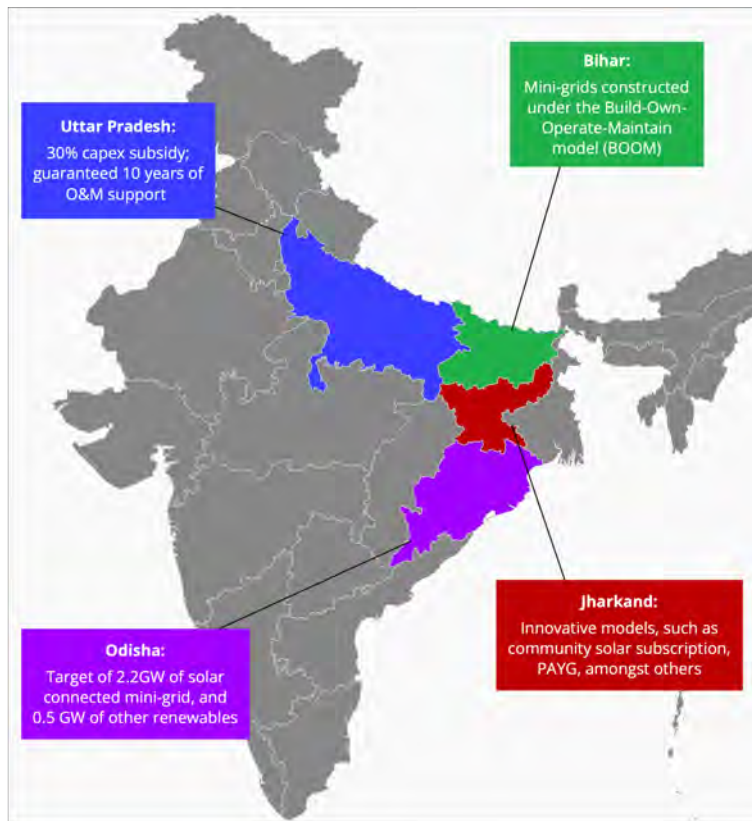 Bihar:
Mini-grids constructed
under the Build-Own-
Operate-Maintain
model (BOOM)
Uttar Pradesh:
30% capex subsidy;
guaranteed 10 years of
O&M support
Jharkand:
Innovative models, such as
community solar subscription,
PAYG, amongst others
Odisha:
Target of 2.2GW of solar
connected mini-grid, and
0.5 GW of other renewables